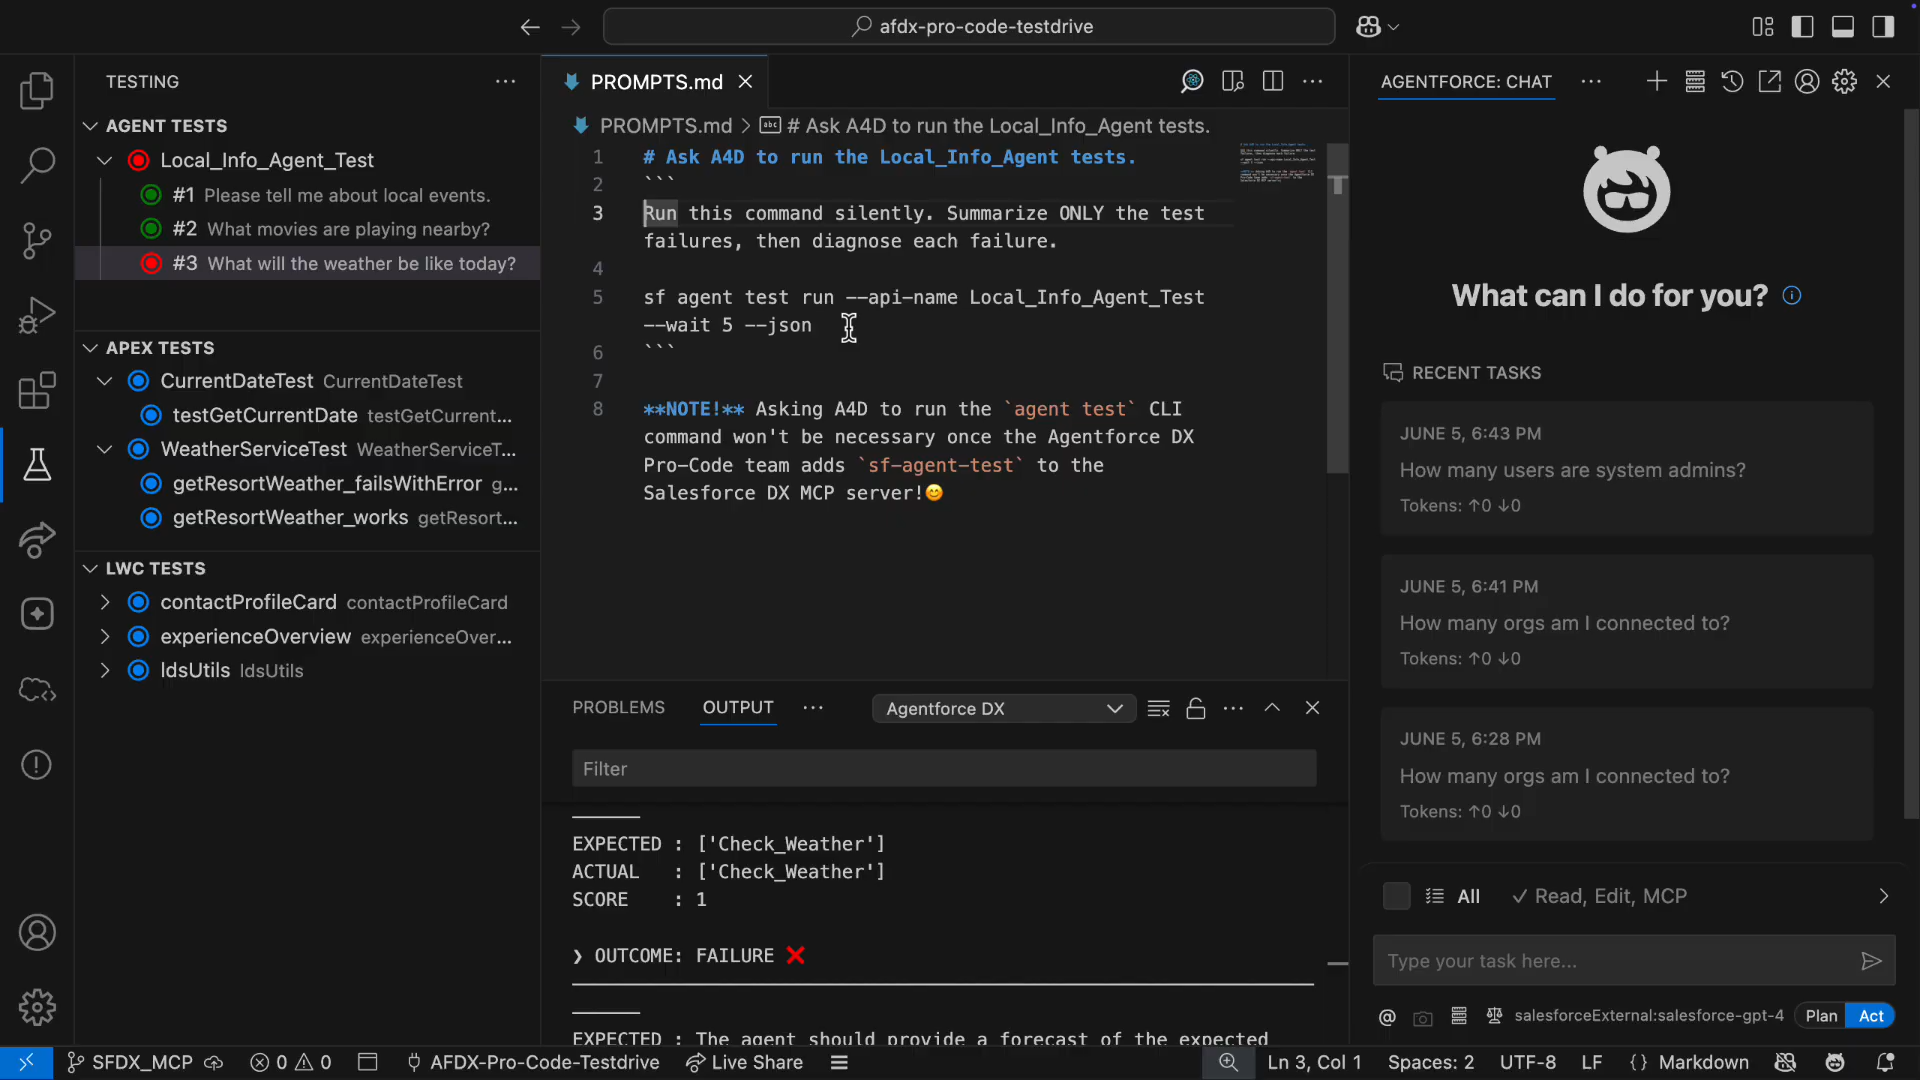 afdx-pro-code-testdrive
TESTING
AGENT TESTS
Local_Info_Agent_Test
#1 Please tell me about local events.
#2 What movies are playing nearby?
#3 What will the weather be like today?
APEX TESTS
CurrentDateTest CurrentDateTest
testGetCurrentDate testGetCurrent...
WeatherServiceTest WeatherServiceT...
getResortWeather_failsWithError g...
getResortWeather_works getResort...
LWC TESTS
contactProfileCard contactProfileCard
experienceOverview experienceOver...
ldsUtils ldsUtils
PROMPTS.md
PROMPTS.md > # Ask A4D to run the Local_Info_Agent tests.
1 # Ask A4D to run the Local_Info_Agent tests.
2 ```
3 Run this command silently. Summarize ONLY the test
failures, then diagnose each failure.
4
5 sf agent test run --api-name Local_Info_Agent_Test
--wait 5 --json
6 ```
7
8 **NOTE!** Asking A4D to run the `agent test` CLI
command won't be necessary once the Agentforce DX
Pro-Code team adds `sf-agent-test` to the
Salesforce DX MCP server!😊
PROBLEMS OUTPUT ... Agentforce DX
Filter
EXPECTED : ['Check_Weather']
ACTUAL : ['Check_Weather']
SCORE : 1
❯ OUTCOME: FAILURE ❌
EXPECTED : The agent should provide a forecast of the expected
AGENTFORCE: CHAT
What can I do for you?
RECENT TASKS
JUNE 5, 6:43 PM
How many users are system admins?
Tokens: ↑0 ↓0
JUNE 5, 6:41 PM
How many orgs am I connected to?
Tokens: ↑0 ↓0
JUNE 5, 6:28 PM
How many orgs am I connected to?
Tokens: ↑0 ↓0
All ✓ Read, Edit, MCP
Type your task here...
@ salesforceExternal:salesforce-gpt-4 Plan Act
SFDX_MCP 0 0 AFDX-Pro-Code-Testdrive Live Share Ln 3, Col 1 Spaces: 2 UTF-8 LF {} Markdown